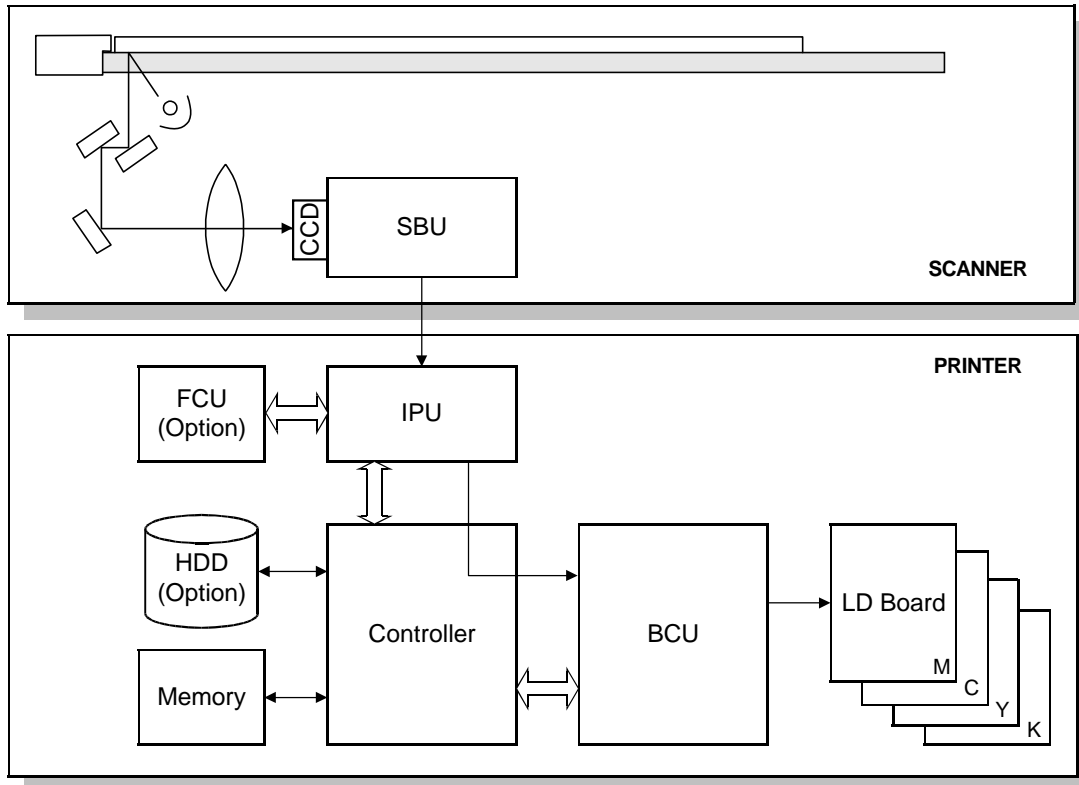 CCD
SBU
SCANNER
PRINTER
FCU
(Option)
IPU
HDD
(Option)
Controller
BCU
LD Board
M
C
Y
K
Memory